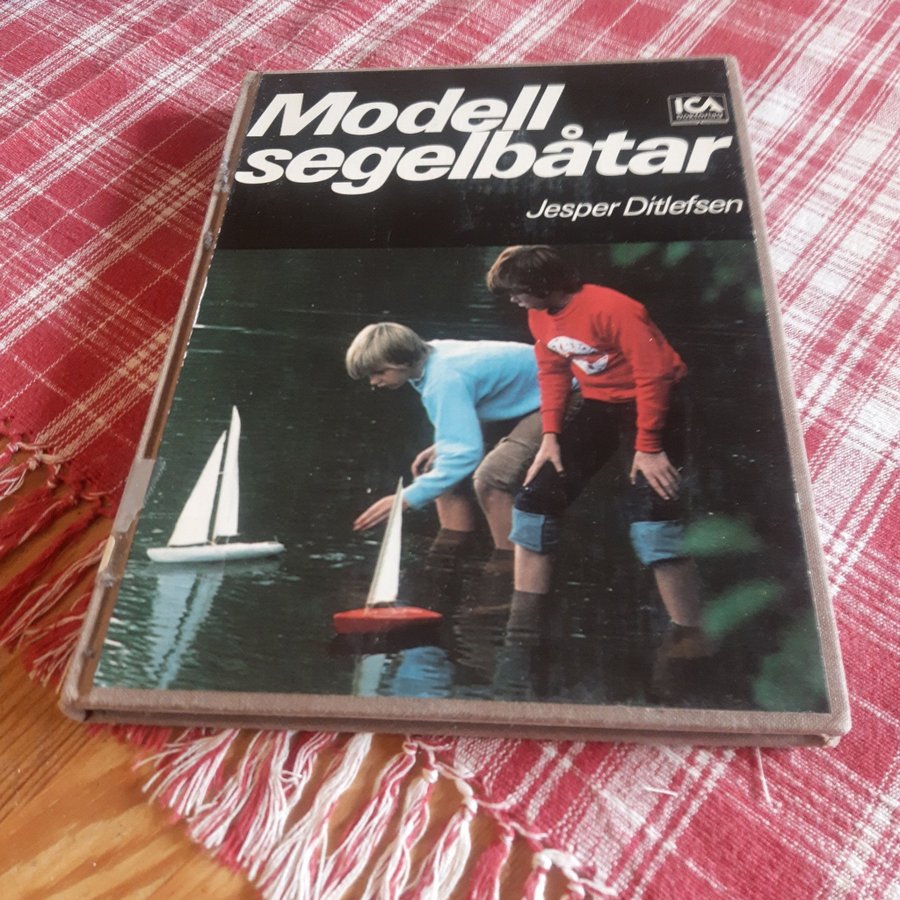 Modell
segelbåtar
ICA
Jesper Ditlefsen